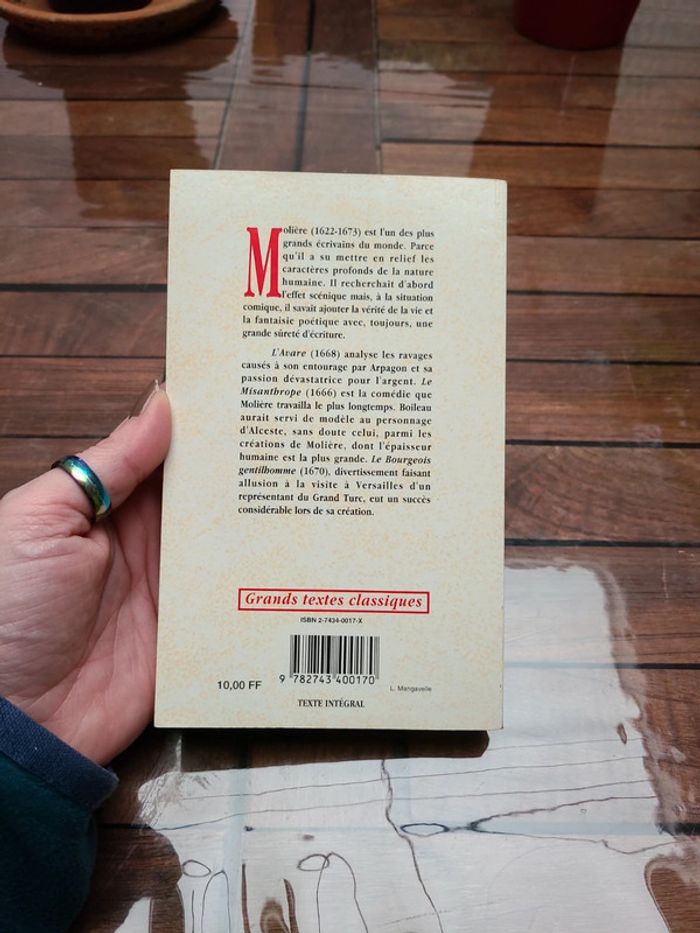 Molière (1622-1673) est l'un des plus
grands écrivains du monde. Parce
qu'il a su mettre en relief les
caractères profonds de la nature
humaine. Il recherchait d'abord
l'effet scénique mais, à la situation
comique, il savait ajouter la vérité de la vie et
la fantaisie poétique avec, toujours, une
grande sûreté d'écriture.
L'Avare (1668) analyse les ravages
causés à son entourage par Arpagon et sa
passion dévastatrice pour l'argent. Le
Misanthrope (1666) est la comédie que
Molière travailla le plus longtemps. Boileau
aurait servi de modèle au personnage
d'Alceste, sans doute celui, parmi les
créations de Molière, dont l'épaisseur
humaine est la plus grande. Le Bourgeois
gentilhomme (1670), divertissement faisant
allusion à la visite à Versailles d'un
représentant du Grand Turc, eut un succès
considérable lors de sa création.
Grands textes classiques
ISBN 2-7434-0017-X
10,00 FF
9 782743 400170
L. Mangavelle
TEXTE INTÉGRAL